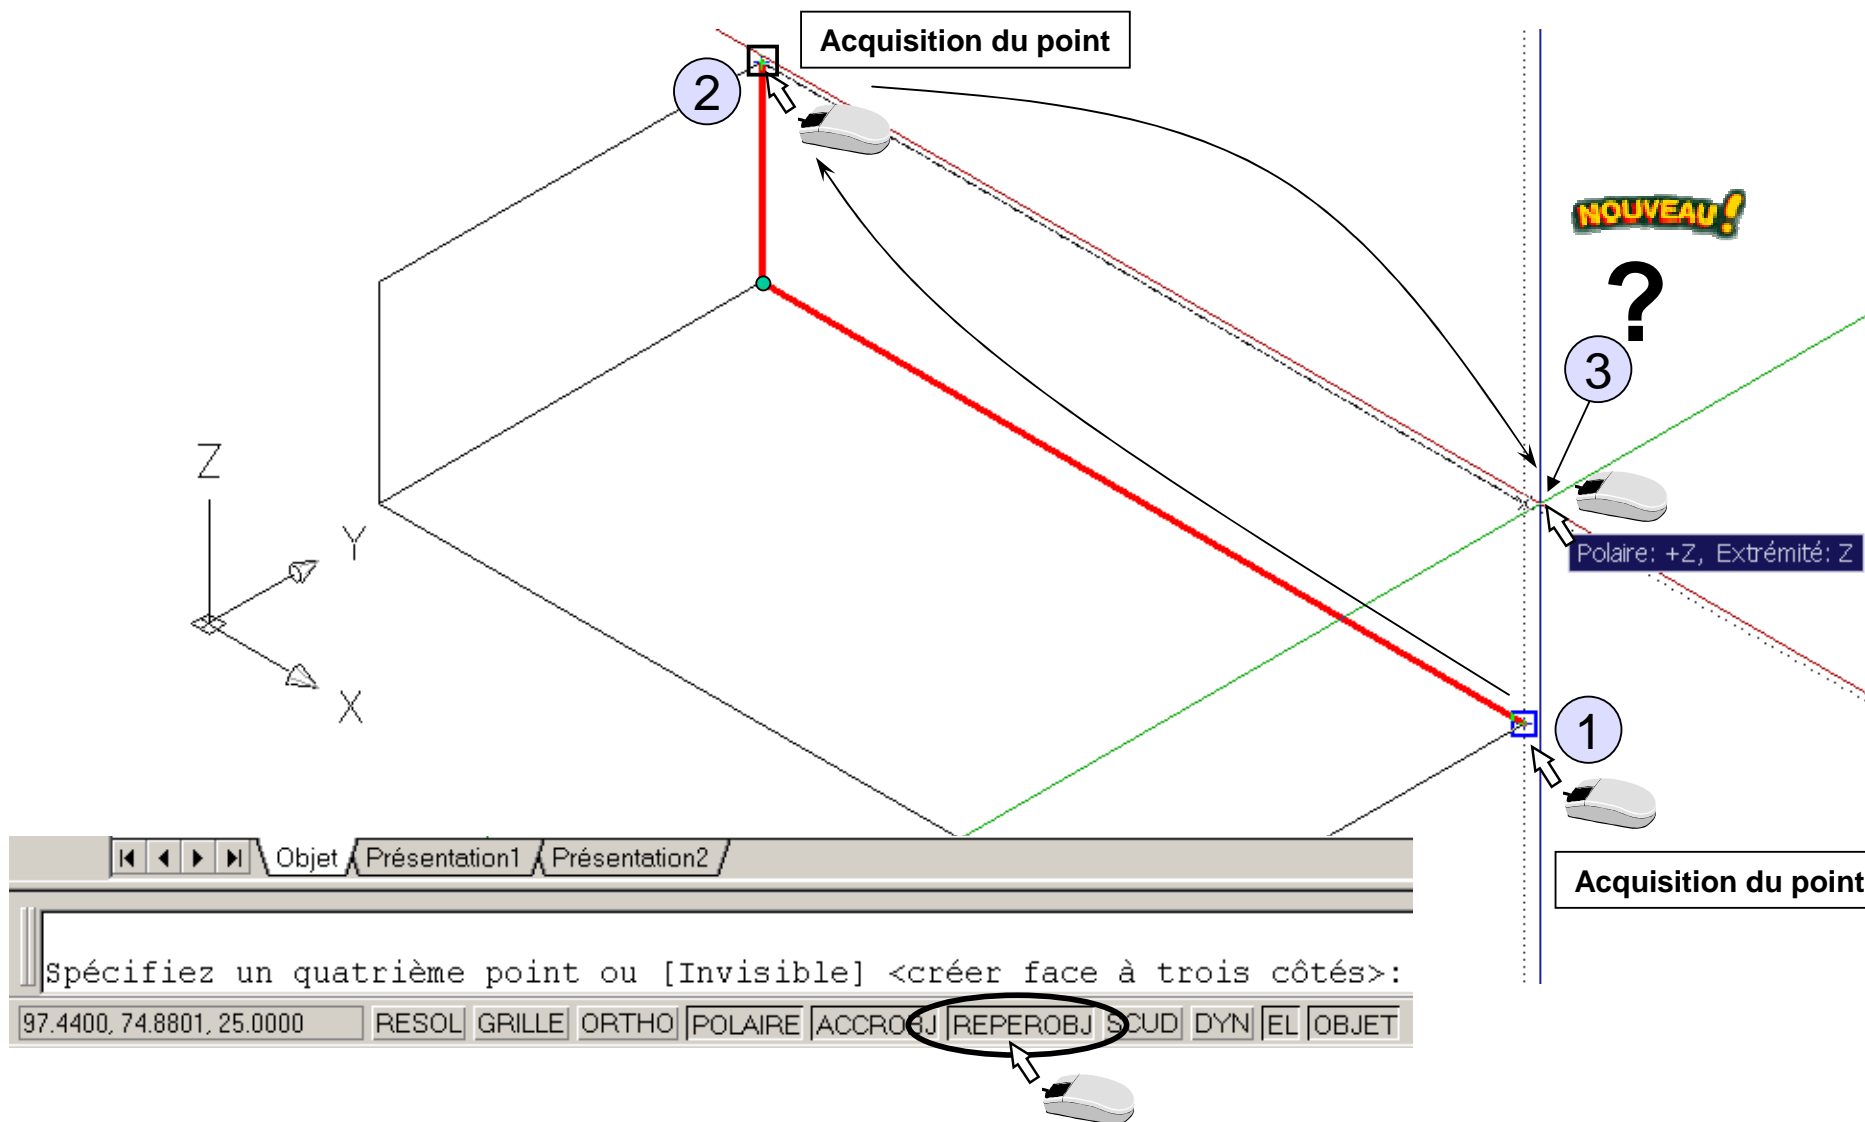 Acquisition du point
2
NOUVEAU!
?
3
Z
Y
X
Polaire: +Z, Extrémité: Z
1
Acquisition du point
Objet Présentation1 Présentation2
Spécifiez un quatrième point ou [Invisible] <créer face à trois côtés>:
97.4400, 74.8801, 25.0000 RESOL GRILLE ORTHO POLAIRE ACCROBJ REPEROBJ SCUD DYN EL OBJET